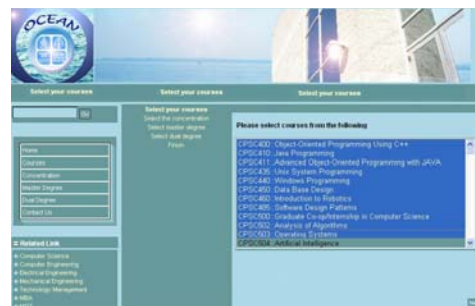 OCEAN
Select your courses
Select your courses
Select your courses
Go
Home
Courses
Concentration
Master Degree
Dual Degree
Contact Us
Related Link
Computer Science
Computer Engineering
Electrical Engineering
Mechanical Engineering
Technology Management
MBA
Select your courses
Select the concentration
Select master degree
Select dual degree
Finish
Please select courses from the following
CPSC400: Object-Oriented Programming Using C++
CPSC410: Java Programming
CPSC411: Advanced Object-Oriented Programming with JAVA
CPSC435: Unix System Programming
CPSC440: Windows Programming
CPSC450: Data Base Design
CPSC460: Introduction to Robotics
CPSC485: Software Design Patterns
CPSC500: Graduate Co-op/Internship in Computer Science
CPSC502: Analysis of Algorithms
CPSC503: Operating Systems
CPSC504: Artificial Intelligence